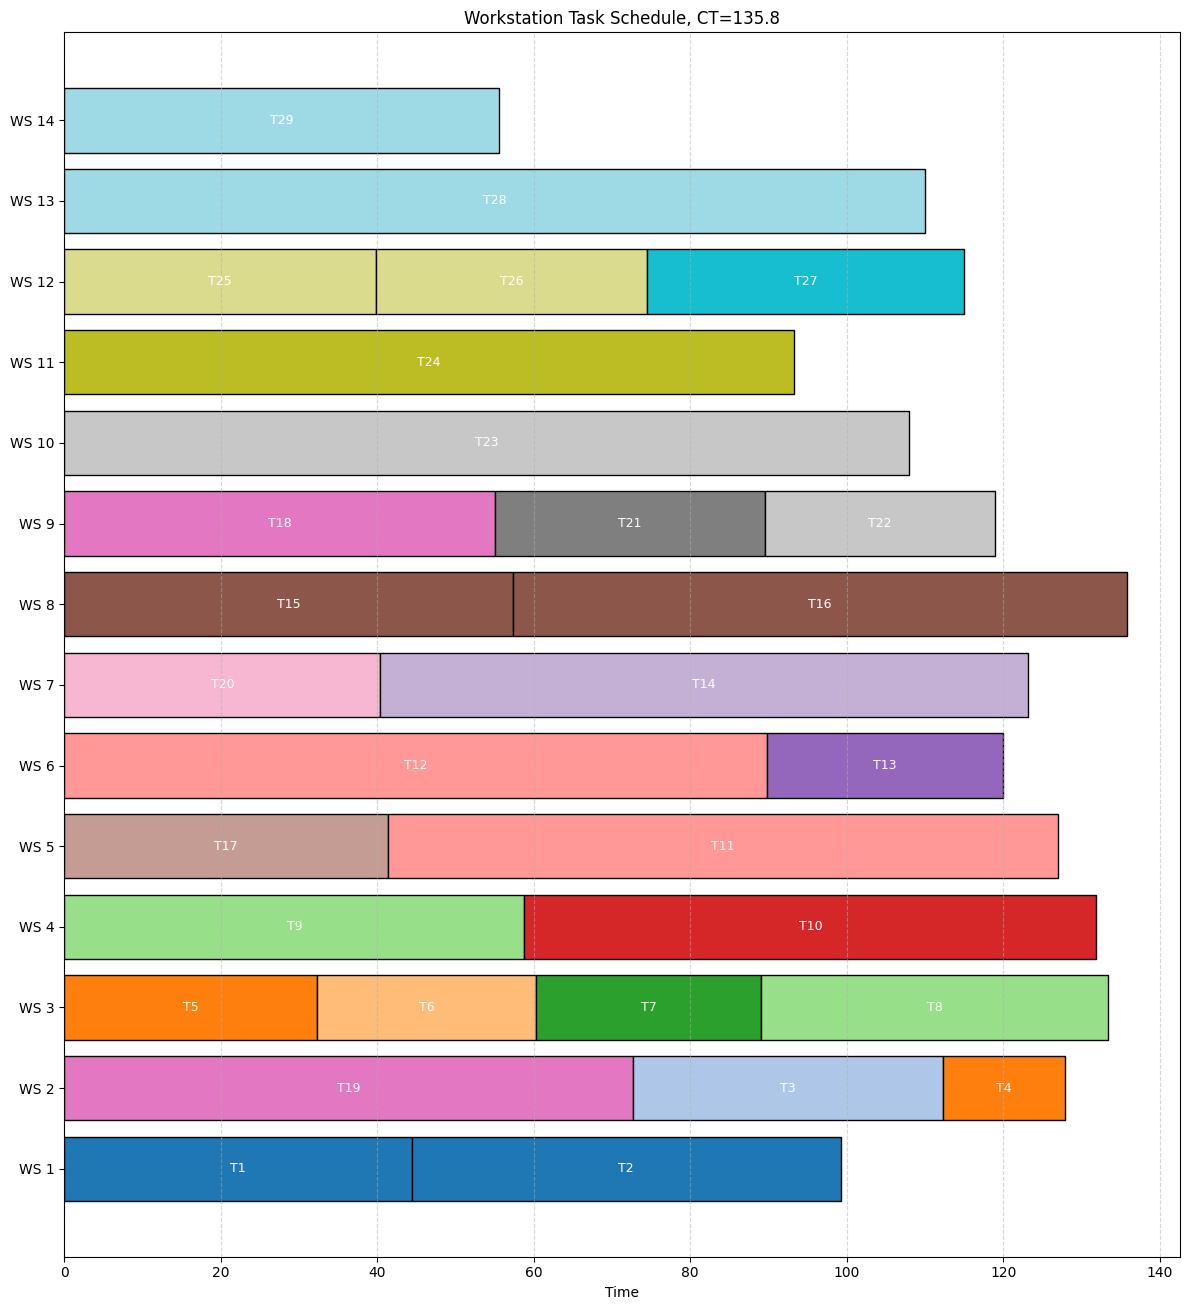 Workstation Task Schedule, CT=135.8
WS 14 T29
WS 13 T28
WS 12 T25 T26 T27
WS 11 T24
WS 10 T23
WS 9 T18 T21 T22
WS 8 T15 T16
WS 7 T20 T14
WS 6 T12 T13
WS 5 T17 T11
WS 4 T9 T10
WS 3 T5 T6 T7 T8
WS 2 T19 T3 T4
WS 1 T1 T2
0 20 40 60 80 100 120 140
Time